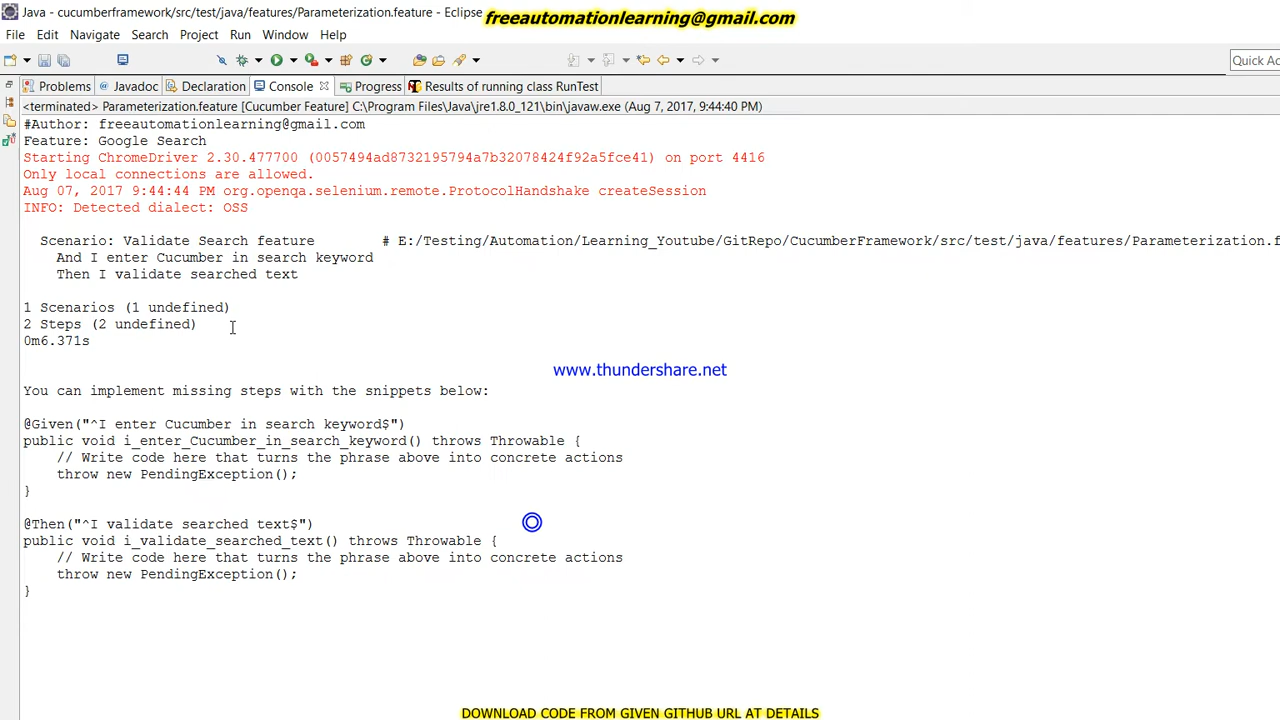 Java - cucumberframework/src/test/java/features/Parameterization.feature - Eclipse
freeautomationlearning@gmail.com
File Edit Navigate Search Project Run Window Help
Quick Ac
Problems Javadoc Declaration Console Progress Results of running class RunTest
<terminated> Parameterization.feature [Cucumber Feature] C:\Program Files\Java\jre1.8.0_121\bin\javaw.exe (Aug 7, 2017, 9:44:40 PM)
#Author: freeautomationlearning@gmail.com
Feature: Google Search
Starting ChromeDriver 2.30.477700 (0057494ad8732195794a7b32078424f92a5fce41) on port 4416
Only local connections are allowed.
Aug 07, 2017 9:44:44 PM org.openqa.selenium.remote.ProtocolHandshake createSession
INFO: Detected dialect: OSS
Scenario: Validate Search feature # E:/Testing/Automation/Learning_Youtube/GitRepo/CucumberFramework/src/test/java/features/Parameterization.f
And I enter Cucumber in search keyword
Then I validate searched text
1 Scenarios (1 undefined)
2 Steps (2 undefined)
0m6.371s
www.thundershare.net
You can implement missing steps with the snippets below:
@Given("^I enter Cucumber in search keyword$")
public void i_enter_Cucumber_in_search_keyword() throws Throwable {
// Write code here that turns the phrase above into concrete actions
throw new PendingException();
}
@Then("^I validate searched text$")
public void i_validate_searched_text() throws Throwable {
// Write code here that turns the phrase above into concrete actions
throw new PendingException();
}
DOWNLOAD CODE FROM GIVEN GITHUB URL AT DETAILS